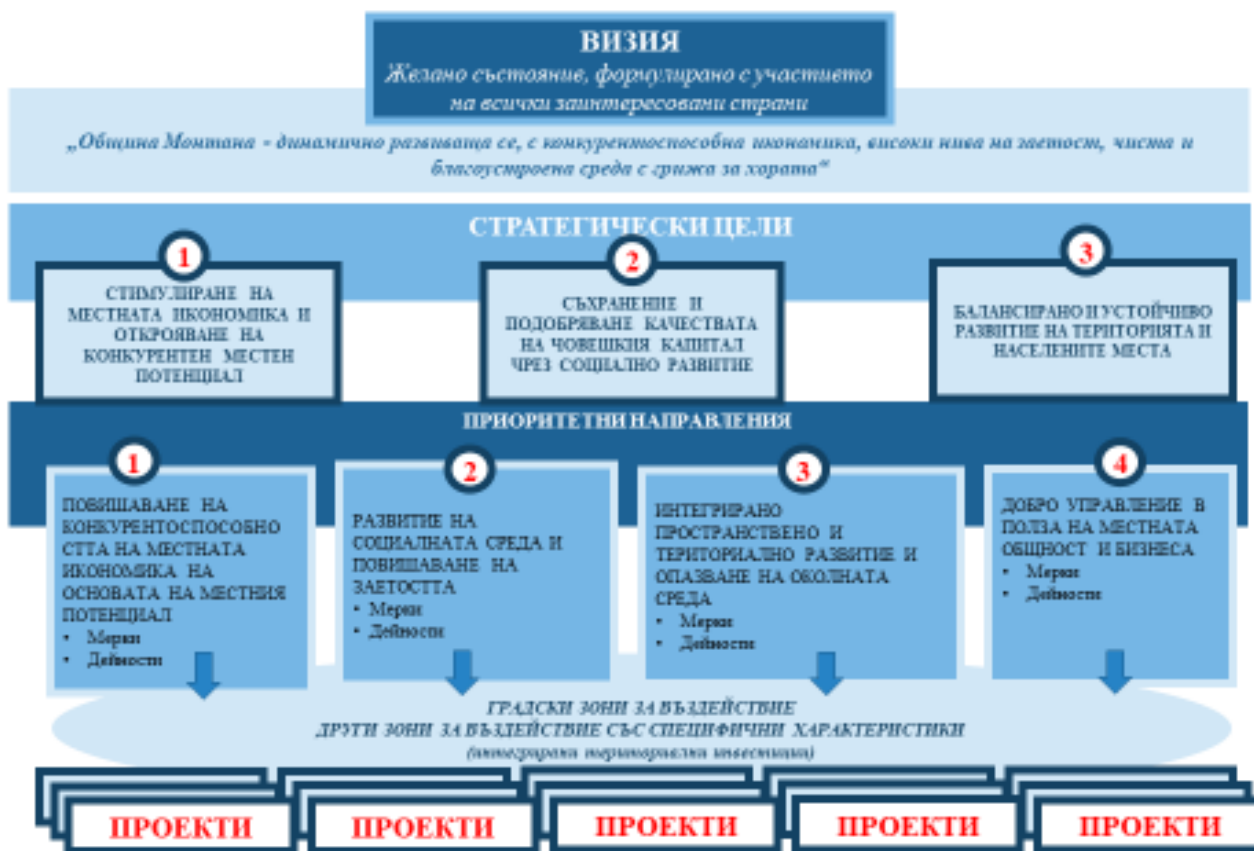 ВИЗИЯ
Желано състояние, формулирано с участието
на всички заинтересовани страни
„Община Монтана - динамично развиваща се, с конкурентоспособна икономика, високи нива на заетост, чиста и
благоустроена среда с грижа за хората“
СТРАТЕГИЧЕСКИ ЦЕЛИ
1
2
3
СТИМУЛИРАНЕ НА
МЕСТНАТА ИКОНОМИКА И
ОТКРОЯВАНЕ НА
КОНКУРЕНТЕН МЕСТЕН
ПОТЕНЦИАЛ
СЪХРАНЕНИЕ И
ПОДОБРЯВАНЕ КАЧЕСТВАТА
НА ЧОВЕШКИЯ КАПИТАЛ
ЧРЕЗ СОЦИАЛНО РАЗВИТИЕ
БАЛАНСИРАНО И УСТОЙЧИВО
РАЗВИТИЕ НА ТЕРИТОРИЯТА И
НАСЕЛЕНИТЕ МЕСТА
ПРИОРИТЕТНИ НАПРАВЛЕНИЯ
1
2
3
4
ПОВИШАВАНЕ НА
КОНКУРЕНТОСПОСОБНО
СТТА НА МЕСТНАТА
ИКОНОМИКА НА
ОСНОВАТА НА МЕСТНИЯ
ПОТЕНЦИАЛ
• Мерки
• Дейности
РАЗВИТИЕ НА
СОЦИАЛНАТА СРЕДА И
ПОВИШАВАНЕ НА
ЗАЕТОСТТА
• Мерки
• Дейности
ИНТЕГРИРАНО
ПРОСТРАНСТВЕНО И
ТЕРИТОРИАЛНО РАЗВИТИЕ И
ОПАЗВАНЕ НА ОКОЛНАТА
СРЕДА
• Мерки
• Дейности
ДОБРО УПРАВЛЕНИЕ В
ПОЛЗА НА МЕСТНАТА
ОБЩНОСТ И БИЗНЕСА
• Мерки
• Дейности
ГРАДСКИ ЗОНИ ЗА ВЪЗДЕЙСТВИЕ
ДРУГИ ЗОНИ ЗА ВЪЗДЕЙСТВИЕ СЪС СПЕЦИФИЧНИ ХАРАКТЕРИСТИКИ
(интегрирани териториални инвестиции)
ПРОЕКТИ
ПРОЕКТИ
ПРОЕКТИ
ПРОЕКТИ
ПРОЕКТИ